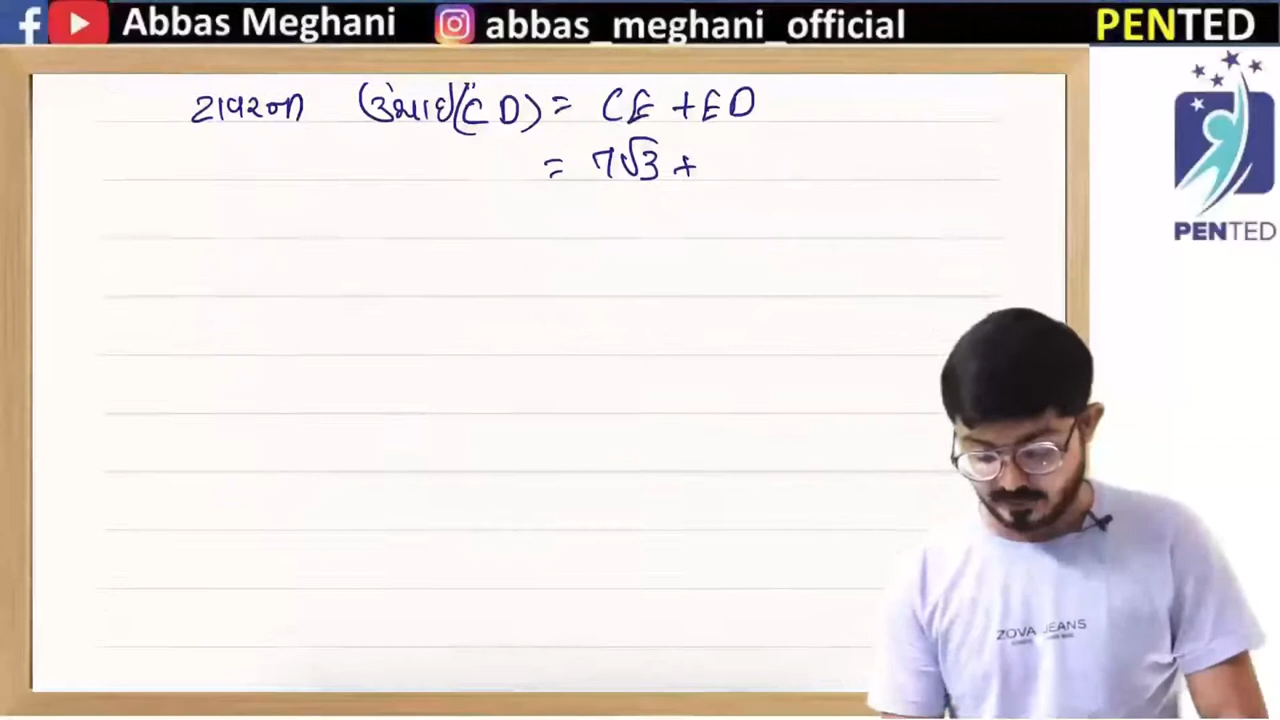 Abbas Meghani abbas_meghani_official PENTED
PENTED
ટાવરની ઊંચાઈ (CD) = CE + ED
= 7√3 +
ZOVA JEANS